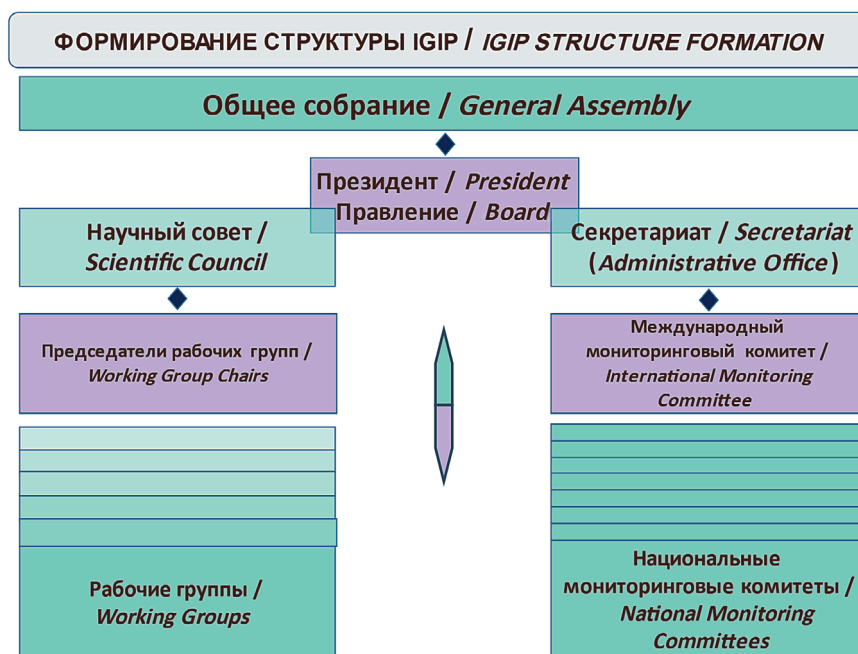 ФОРМИРОВАНИЕ СТРУКТУРЫ IGIP / IGIP STRUCTURE FORMATION
Общее собрание / General Assembly
Президент / President
Правление / Board
Научный совет /
Scientific Council
Секретариат / Secretariat
(Administrative Office)
Председатели рабочих групп /
Working Group Chairs
Международный
мониторинговый комитет /
International Monitoring
Committee
Рабочие группы /
Working Groups
Национальные
мониторинговые комитеты /
National Monitoring
Committees